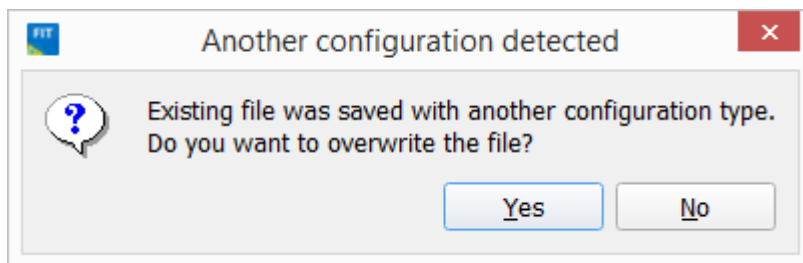 FIT
Another configuration detected
Existing file was saved with another configuration type.
Do you want to overwrite the file?
Yes
No